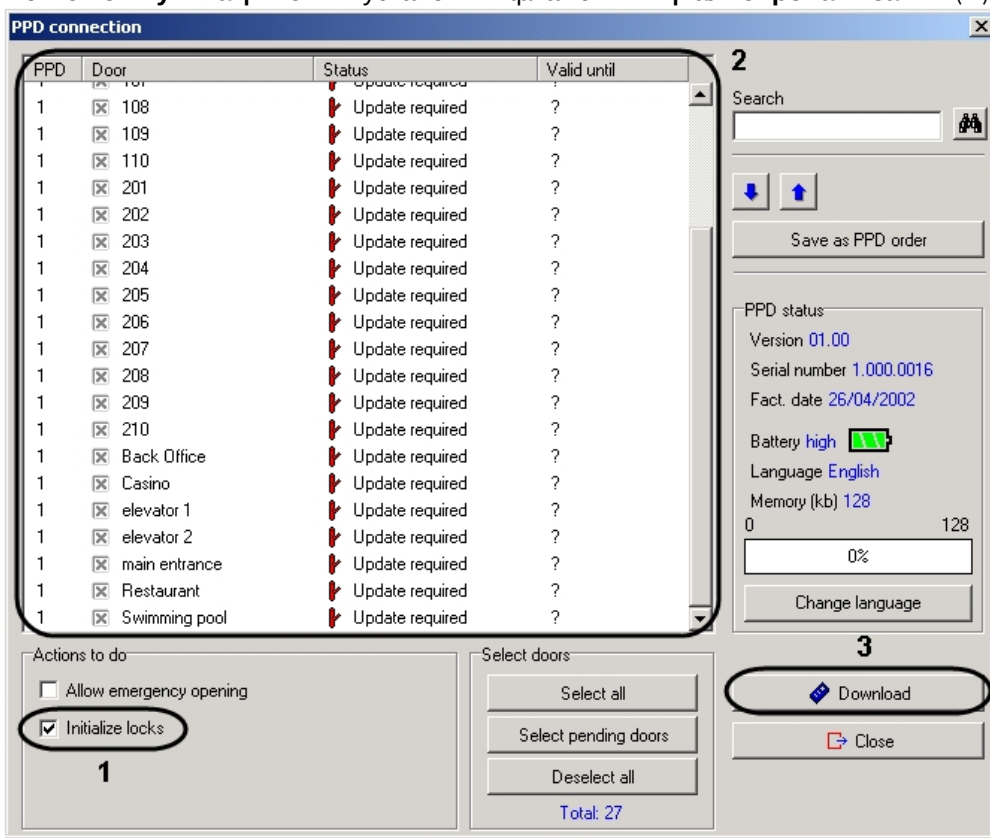 PPD connection
PPD Door Status Valid until
108 Update required ?
1 109 Update required ?
1 110 Update required ?
1 201 Update required ?
1 202 Update required ?
1 203 Update required ?
1 204 Update required ?
1 205 Update required ?
1 206 Update required ?
1 207 Update required ?
1 208 Update required ?
1 209 Update required ?
1 210 Update required ?
1 Back Office Update required ?
1 Casino Update required ?
1 elevator 1 Update required ?
1 elevator 2 Update required ?
1 main entrance Update required ?
1 Restaurant Update required ?
1 Swimming pool Update required ?
2
Search
Save as PPD order
PPD status
Version 01.00
Serial number 1.000.0016
Fact. date 26/04/2002
Battery high
Language English
Memory (kb) 128
0 128
0%
Change language
Actions to do
Allow emergency opening
Initialize locks
1
Select doors
Select all
Select pending doors
Deselect all
Total: 27
3
Download
Close